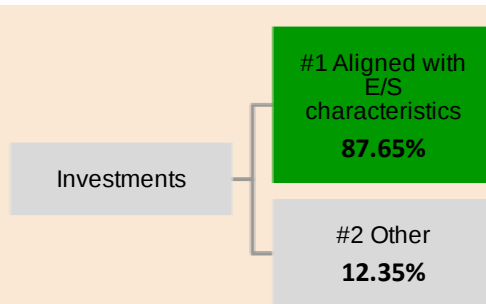 #1 Aligned with
E/S
characteristics
87.65%
Investments
#2 Other
12.35%